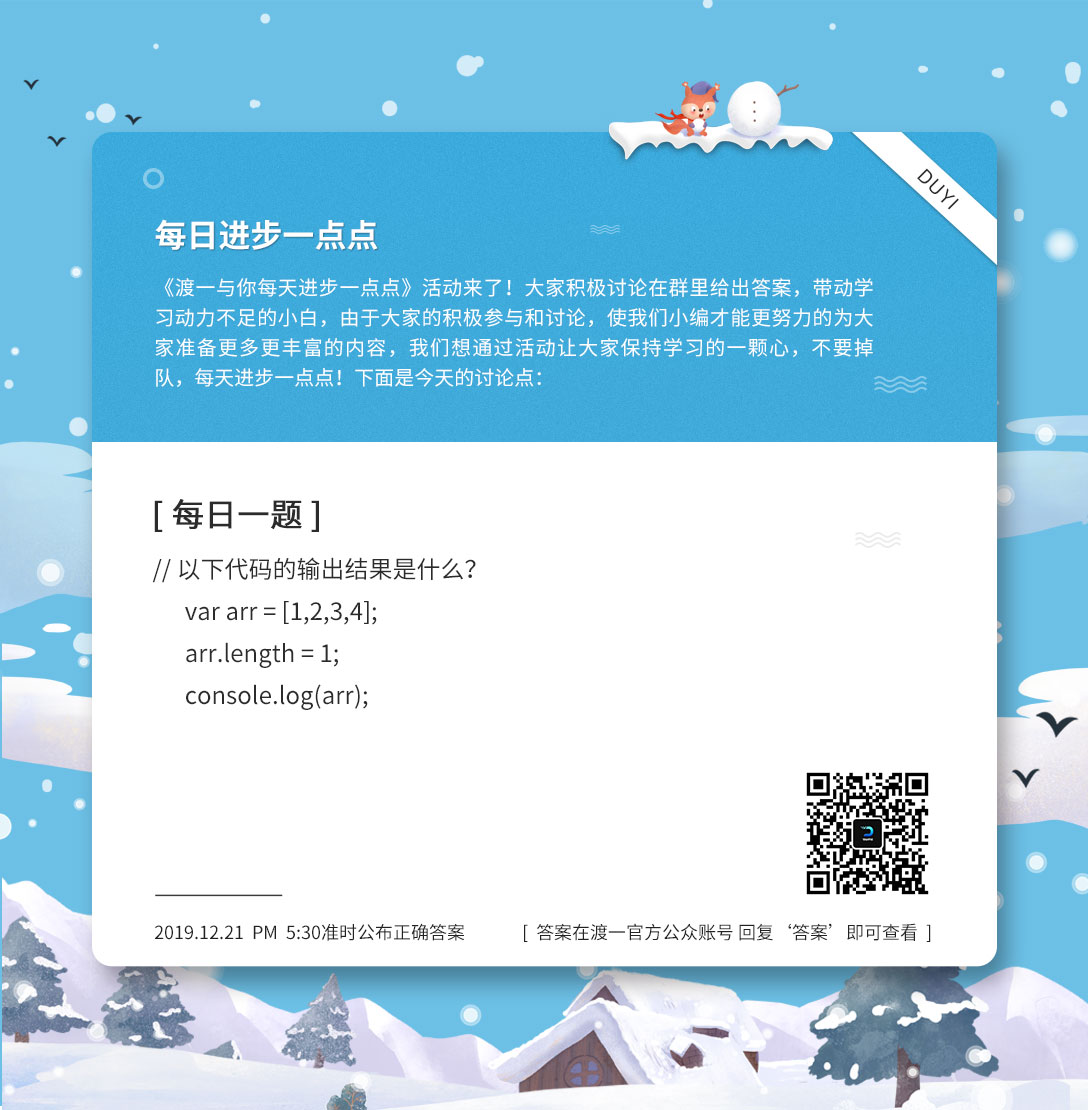 DUYI
每日进步一点点
《渡一与你每天进步一点点》活动来了！大家积极讨论在群里给出答案，带动学
习动力不足的小白，由于大家的积极参与和讨论，使我们小编才能更努力的为大
家准备更多更丰富的内容，我们想通过活动让大家保持学习的一颗心，不要掉
队，每天进步一点点！下面是今天的讨论点：
[ 每日一题 ]
// 以下代码的输出结果是什么？
var arr = [1,2,3,4];
arr.length = 1;
console.log(arr);
2019.12.21 PM 5:30准时公布正确答案
[ 答案在渡一官方公众账号 回复‘答案’即可查看 ]